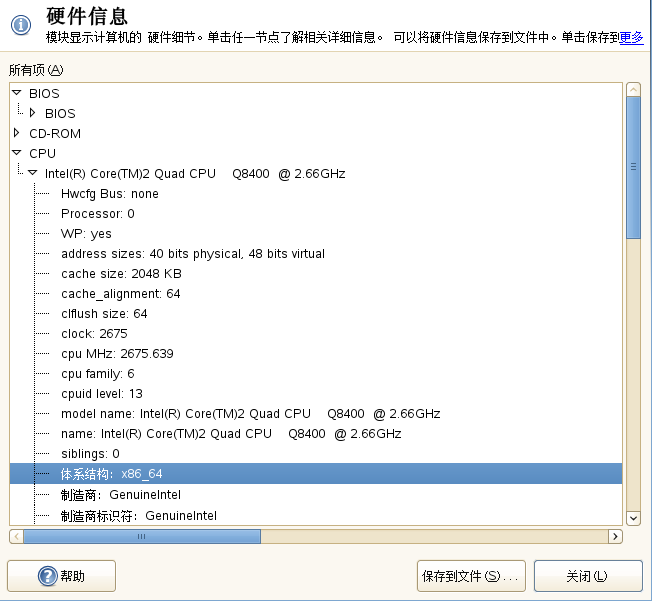 硬件信息
模块显示计算机的 硬件细节。单击任一节点了解相关详细信息。 可以将硬件信息保存到文件中。单击保存到更多
所有项(A)
BIOS
BIOS
CD-ROM
CPU
Intel(R) Core(TM)2 Quad CPU Q8400 @ 2.66GHz
Hwcfg Bus: none
Processor: 0
WP: yes
address sizes: 40 bits physical, 48 bits virtual
cache size: 2048 KB
cache_alignment: 64
clflush size: 64
clock: 2675
cpu MHz: 2675.639
cpu family: 6
cpuid level: 13
model name: Intel(R) Core(TM)2 Quad CPU Q8400 @ 2.66GHz
name: Intel(R) Core(TM)2 Quad CPU Q8400 @ 2.66GHz
siblings: 0
体系结构: x86_64
制造商: GenuineIntel
制造商标识符: GenuineIntel
帮助
保存到文件(S)...
关闭(L)